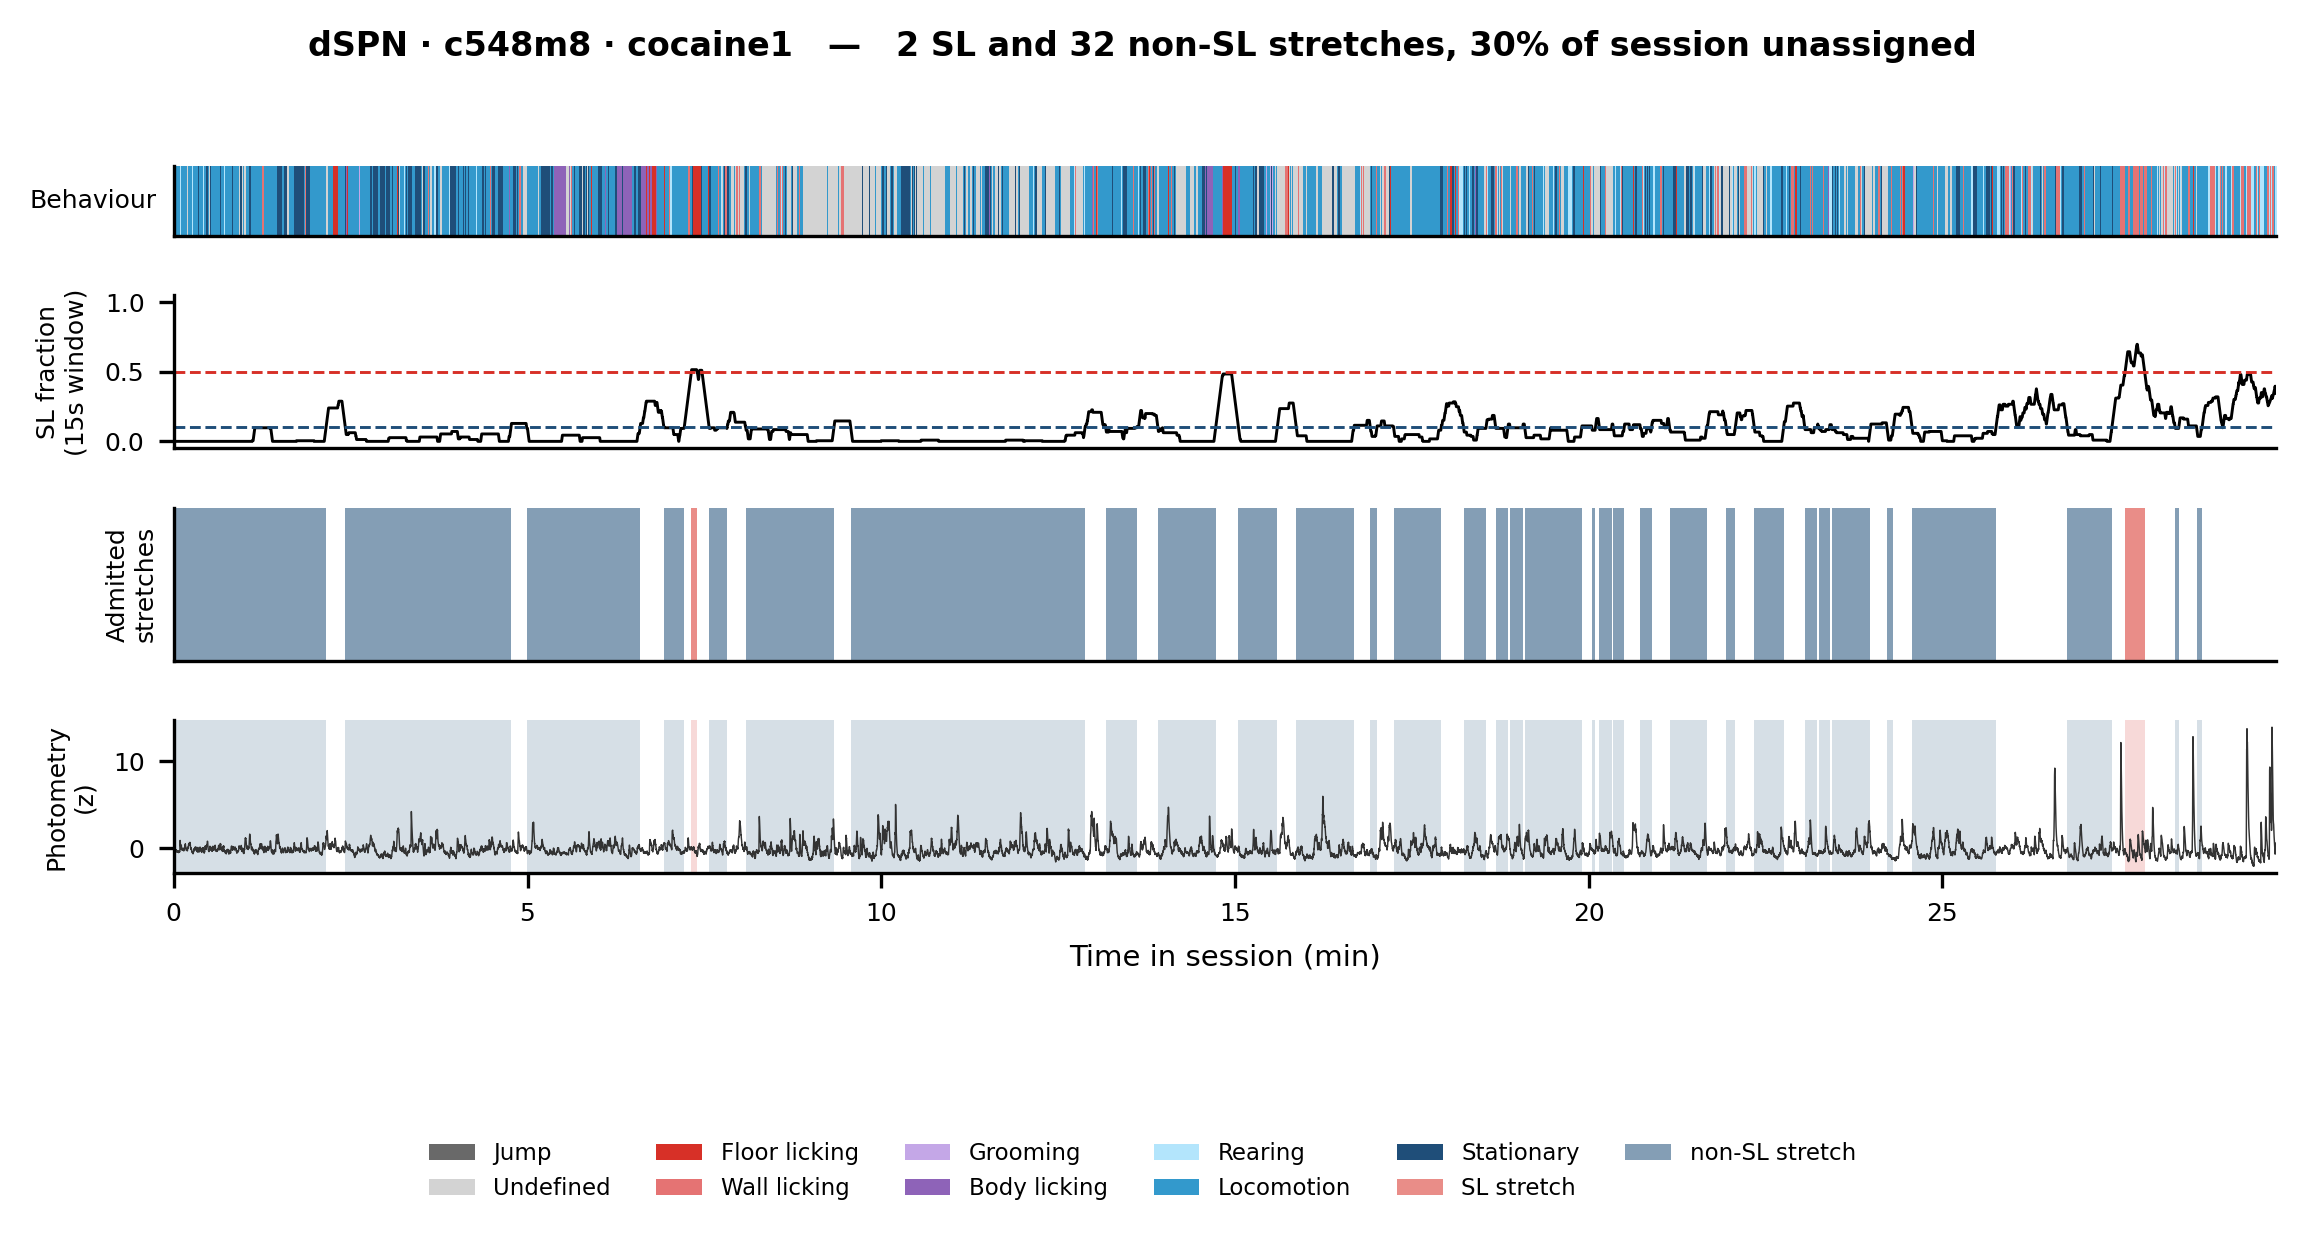 dSPN · c548m8 · cocaine1 — 2 SL and 32 non-SL stretches, 30% of session unassigned
Behaviour
SL fraction
(15s window)
1.0
0.5
0.0
Admitted
stretches
Photometry
(z)
10
0
0 5 10 15 20 25
Time in session (min)
Jump Floor licking Grooming Rearing Stationary non-SL stretch
Undefined Wall licking Body licking Locomotion SL stretch